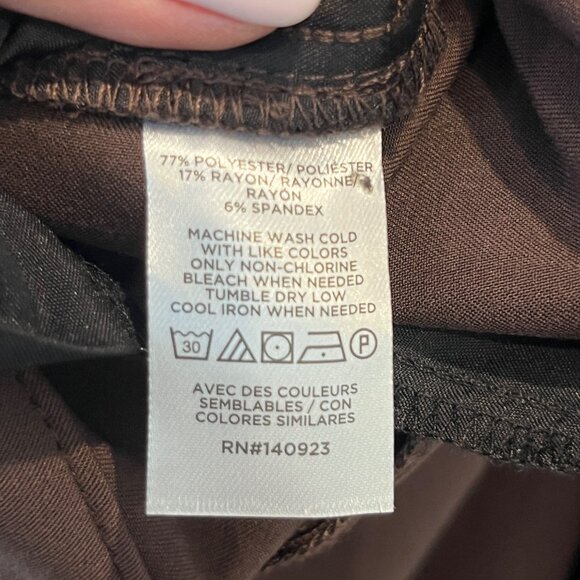 77% POLYESTER/ POLIÉSTER
17% RAYON/ RAYONNE/
RAYÓN
6% SPANDEX
MACHINE WASH COLD
WITH LIKE COLORS
ONLY NON-CHLORINE
BLEACH WHEN NEEDED
TUMBLE DRY LOW
COOL IRON WHEN NEEDED
30 P
AVEC DES COULEURS
SEMBLABLES / CON
COLORES SIMILARES
RN#140923